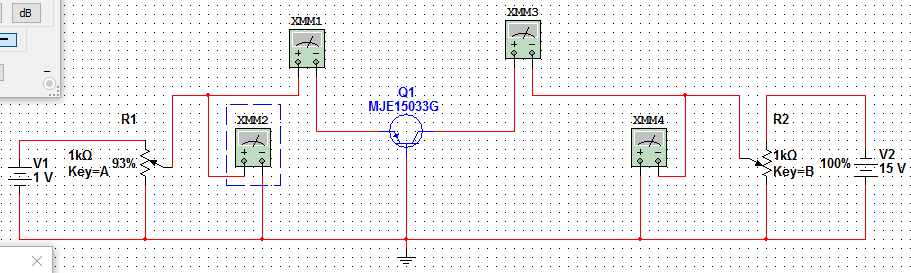 dB
XMM1
XMM3
Q1
MJE15033G
R1
XMM2
XMM4
R2
1kΩ
Key=A
93%
V1
1 V
1kΩ
Key=B
100%
V2
15 V